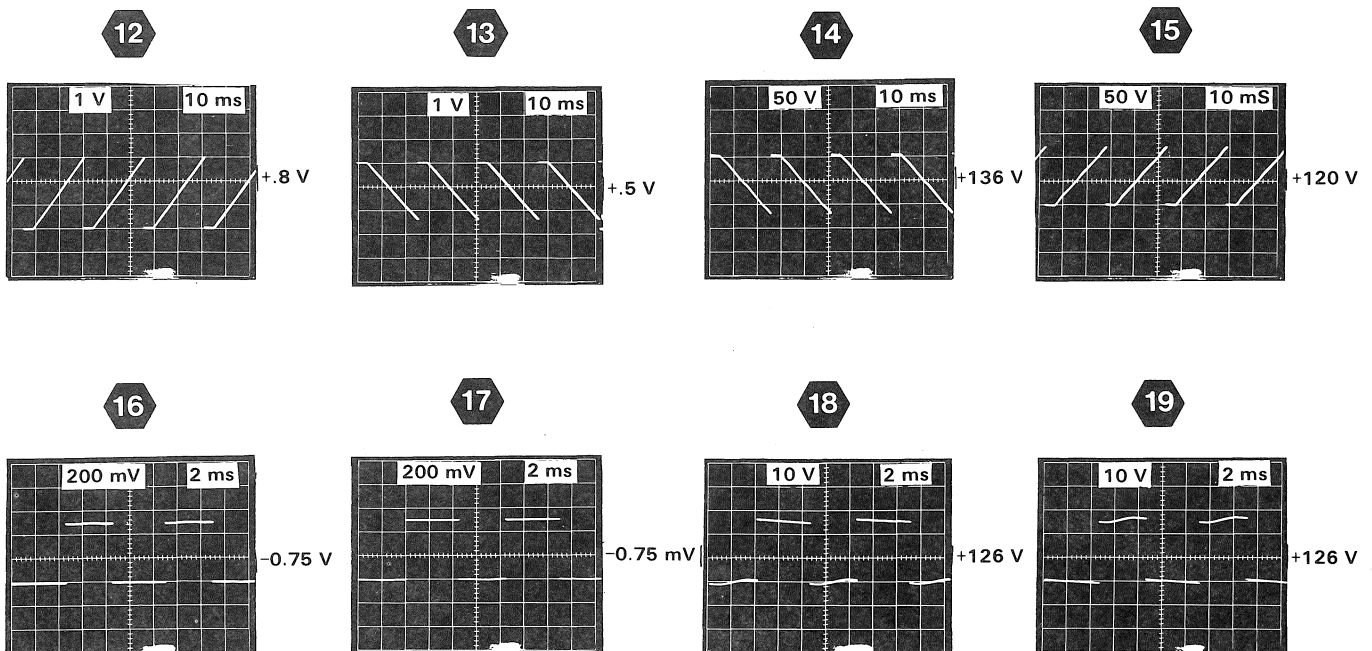 12
13
14
15
1 V 10 ms
+.8 V
1 V 10 ms
+.5 V
50 V 10 ms
+136 V
50 V 10 mS
+120 V
16
17
18
19
200 mV 2 ms
−0.75 V
200 mV 2 ms
−0.75 mV
10 V 2 ms
+126 V
10 V 2 ms
+126 V